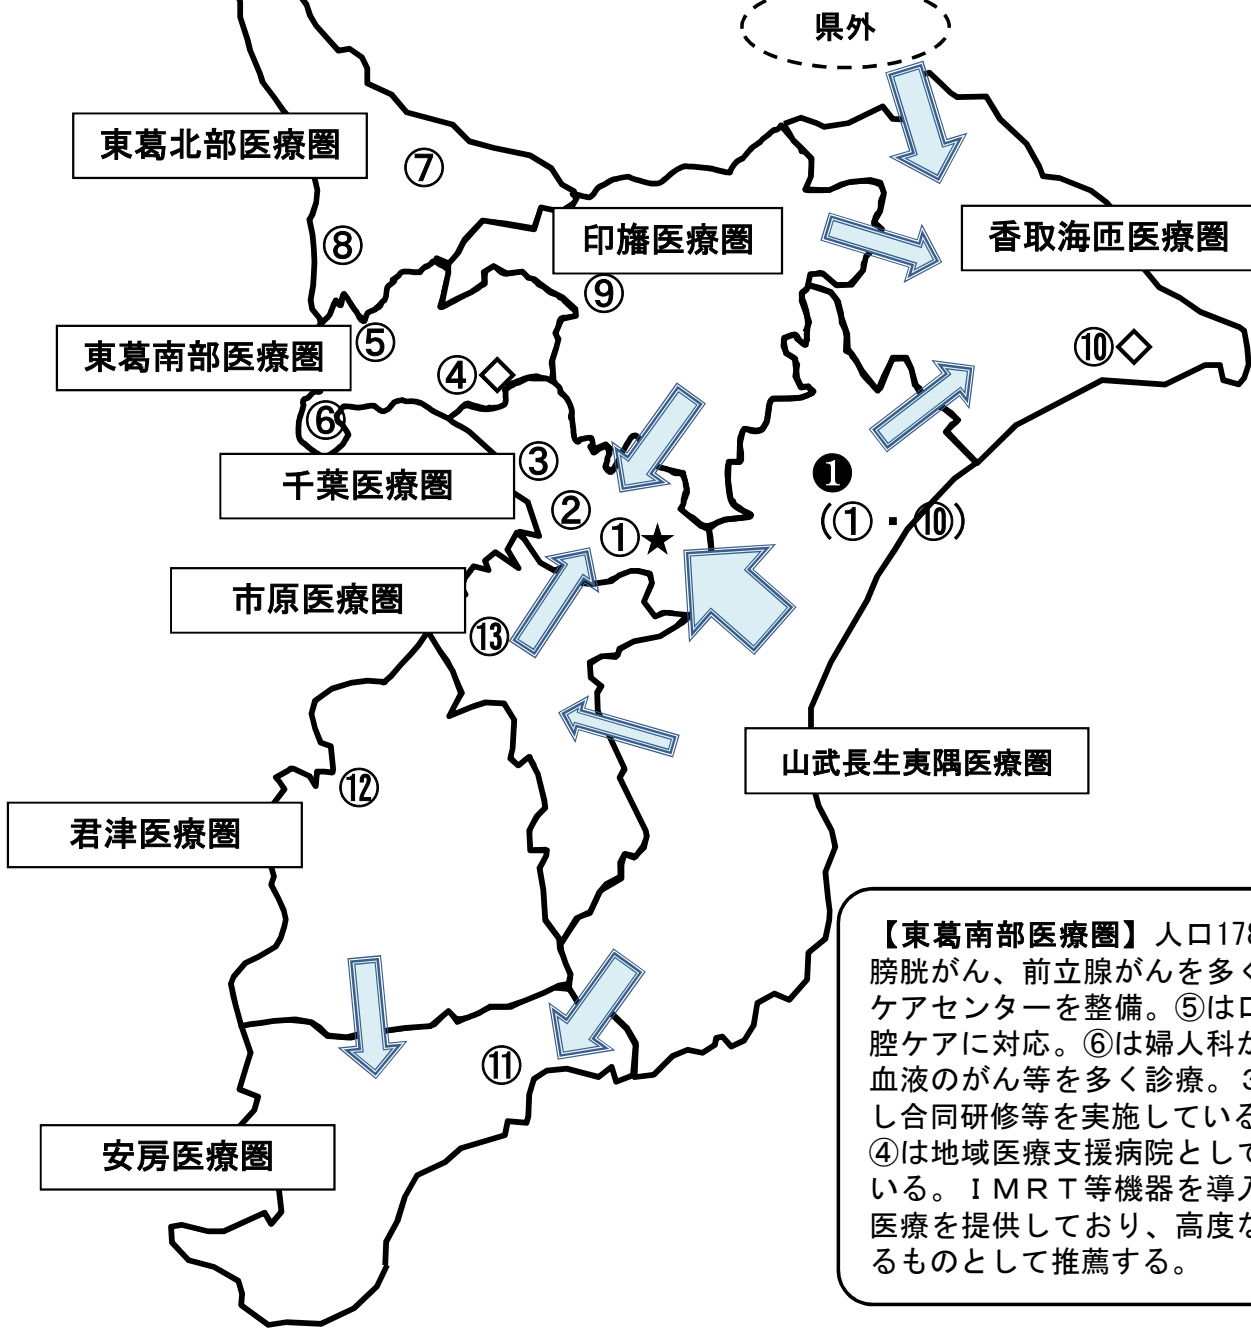 県外
東葛北部医療圏
⑦
印旛医療圏
香取海匝医療圏
⑧
⑨
⑤
東葛南部医療圏
④◇
⑩◇
⑥
③
❶
千葉医療圏
②
(①・⑩)
①★
市原医療圏
⑬
山武長生夷隅医療圏
⑫
君津医療圏
【東葛南部医療圏】人口178
膀胱がん、前立腺がんを多く
ケアセンターを整備。⑤は口
腔ケアに対応。⑥は婦人科が
血液のがん等を多く診療。3
し合同研修等を実施している
④は地域医療支援病院として
いる。ＩＭＲＴ等機器を導入
医療を提供しており、高度な
るものとして推薦する。
⑪
安房医療圏